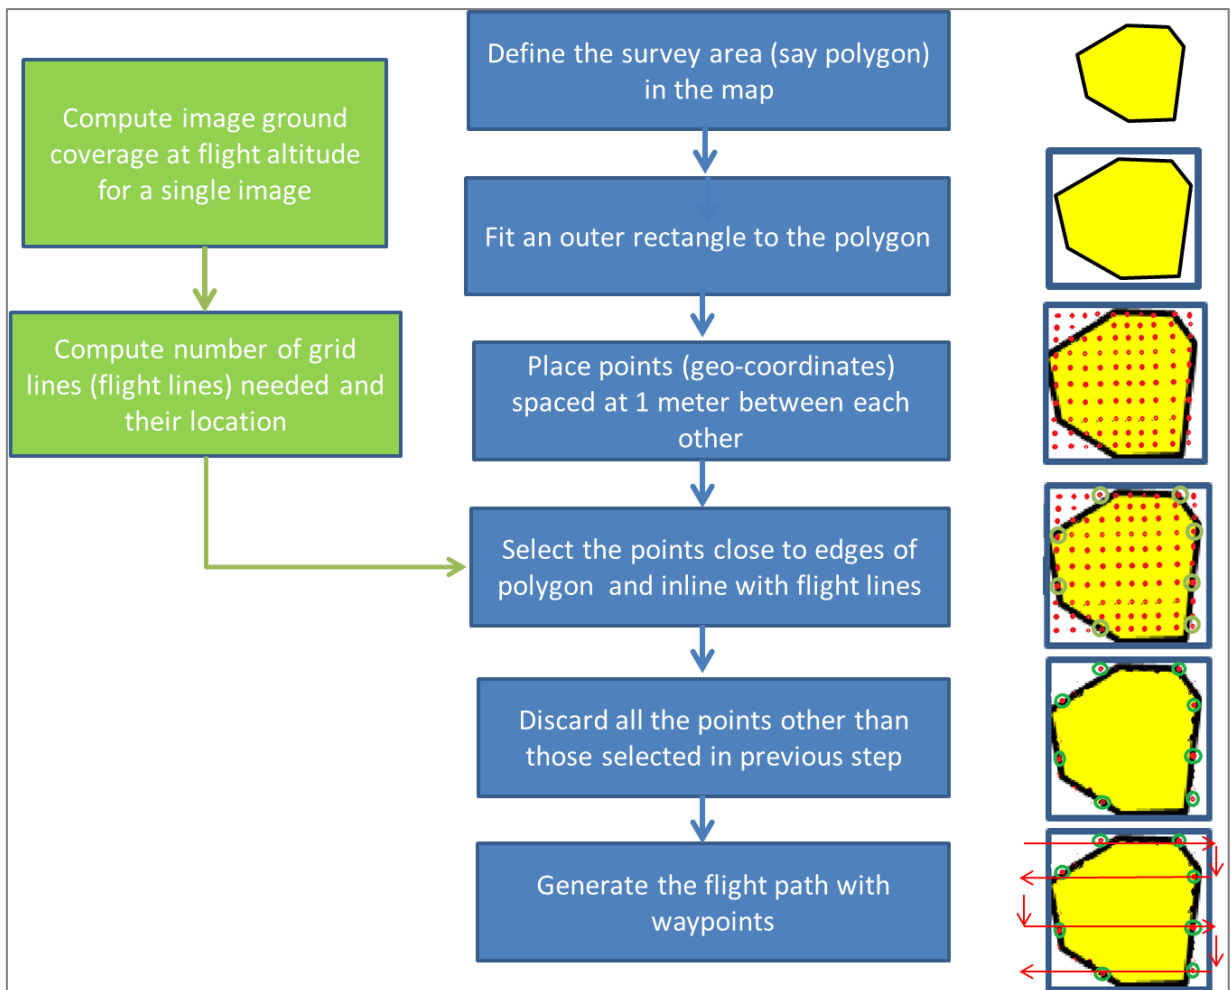 Define the survey area (say polygon)
in the map
Compute image ground
coverage at flight altitude
for a single image
Fit an outer rectangle to the polygon
Compute number of grid
lines (flight lines) needed and
their location
Place points (geo-coordinates)
spaced at 1 meter between each
other
Select the points close to edges of
polygon and inline with flight lines
Discard all the points other than
those selected in previous step
Generate the flight path with
waypoints